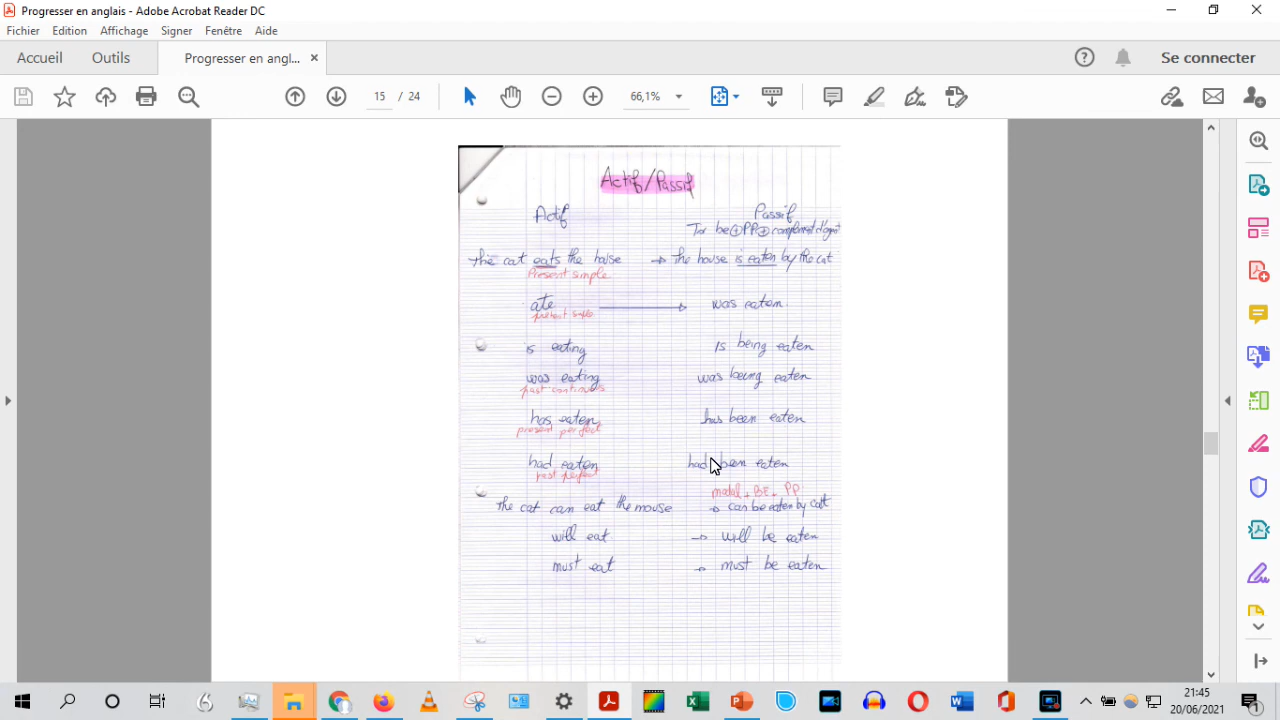 Progresser en anglais - Adobe Acrobat Reader DC
Fichier Edition Affichage Signer Fenêtre Aide
Accueil Outils Progresser en angl... × Se connecter
15 / 24 66,1%
Actif/Passif
Actif Passif
be + PP + complément d'agent
The cat eats the house → The house is eaten by the cat
Present simple
ate → was eaten
is eating is being eaten
was eating was being eaten
past continuous
has eaten has been eaten
present perfect
had eaten had been eaten
past perfect
modal + BE + PP
The cat can eat the mouse → can be eaten by cat
will eat → will be eaten
must eat → must be eaten
21:45
20/06/2021